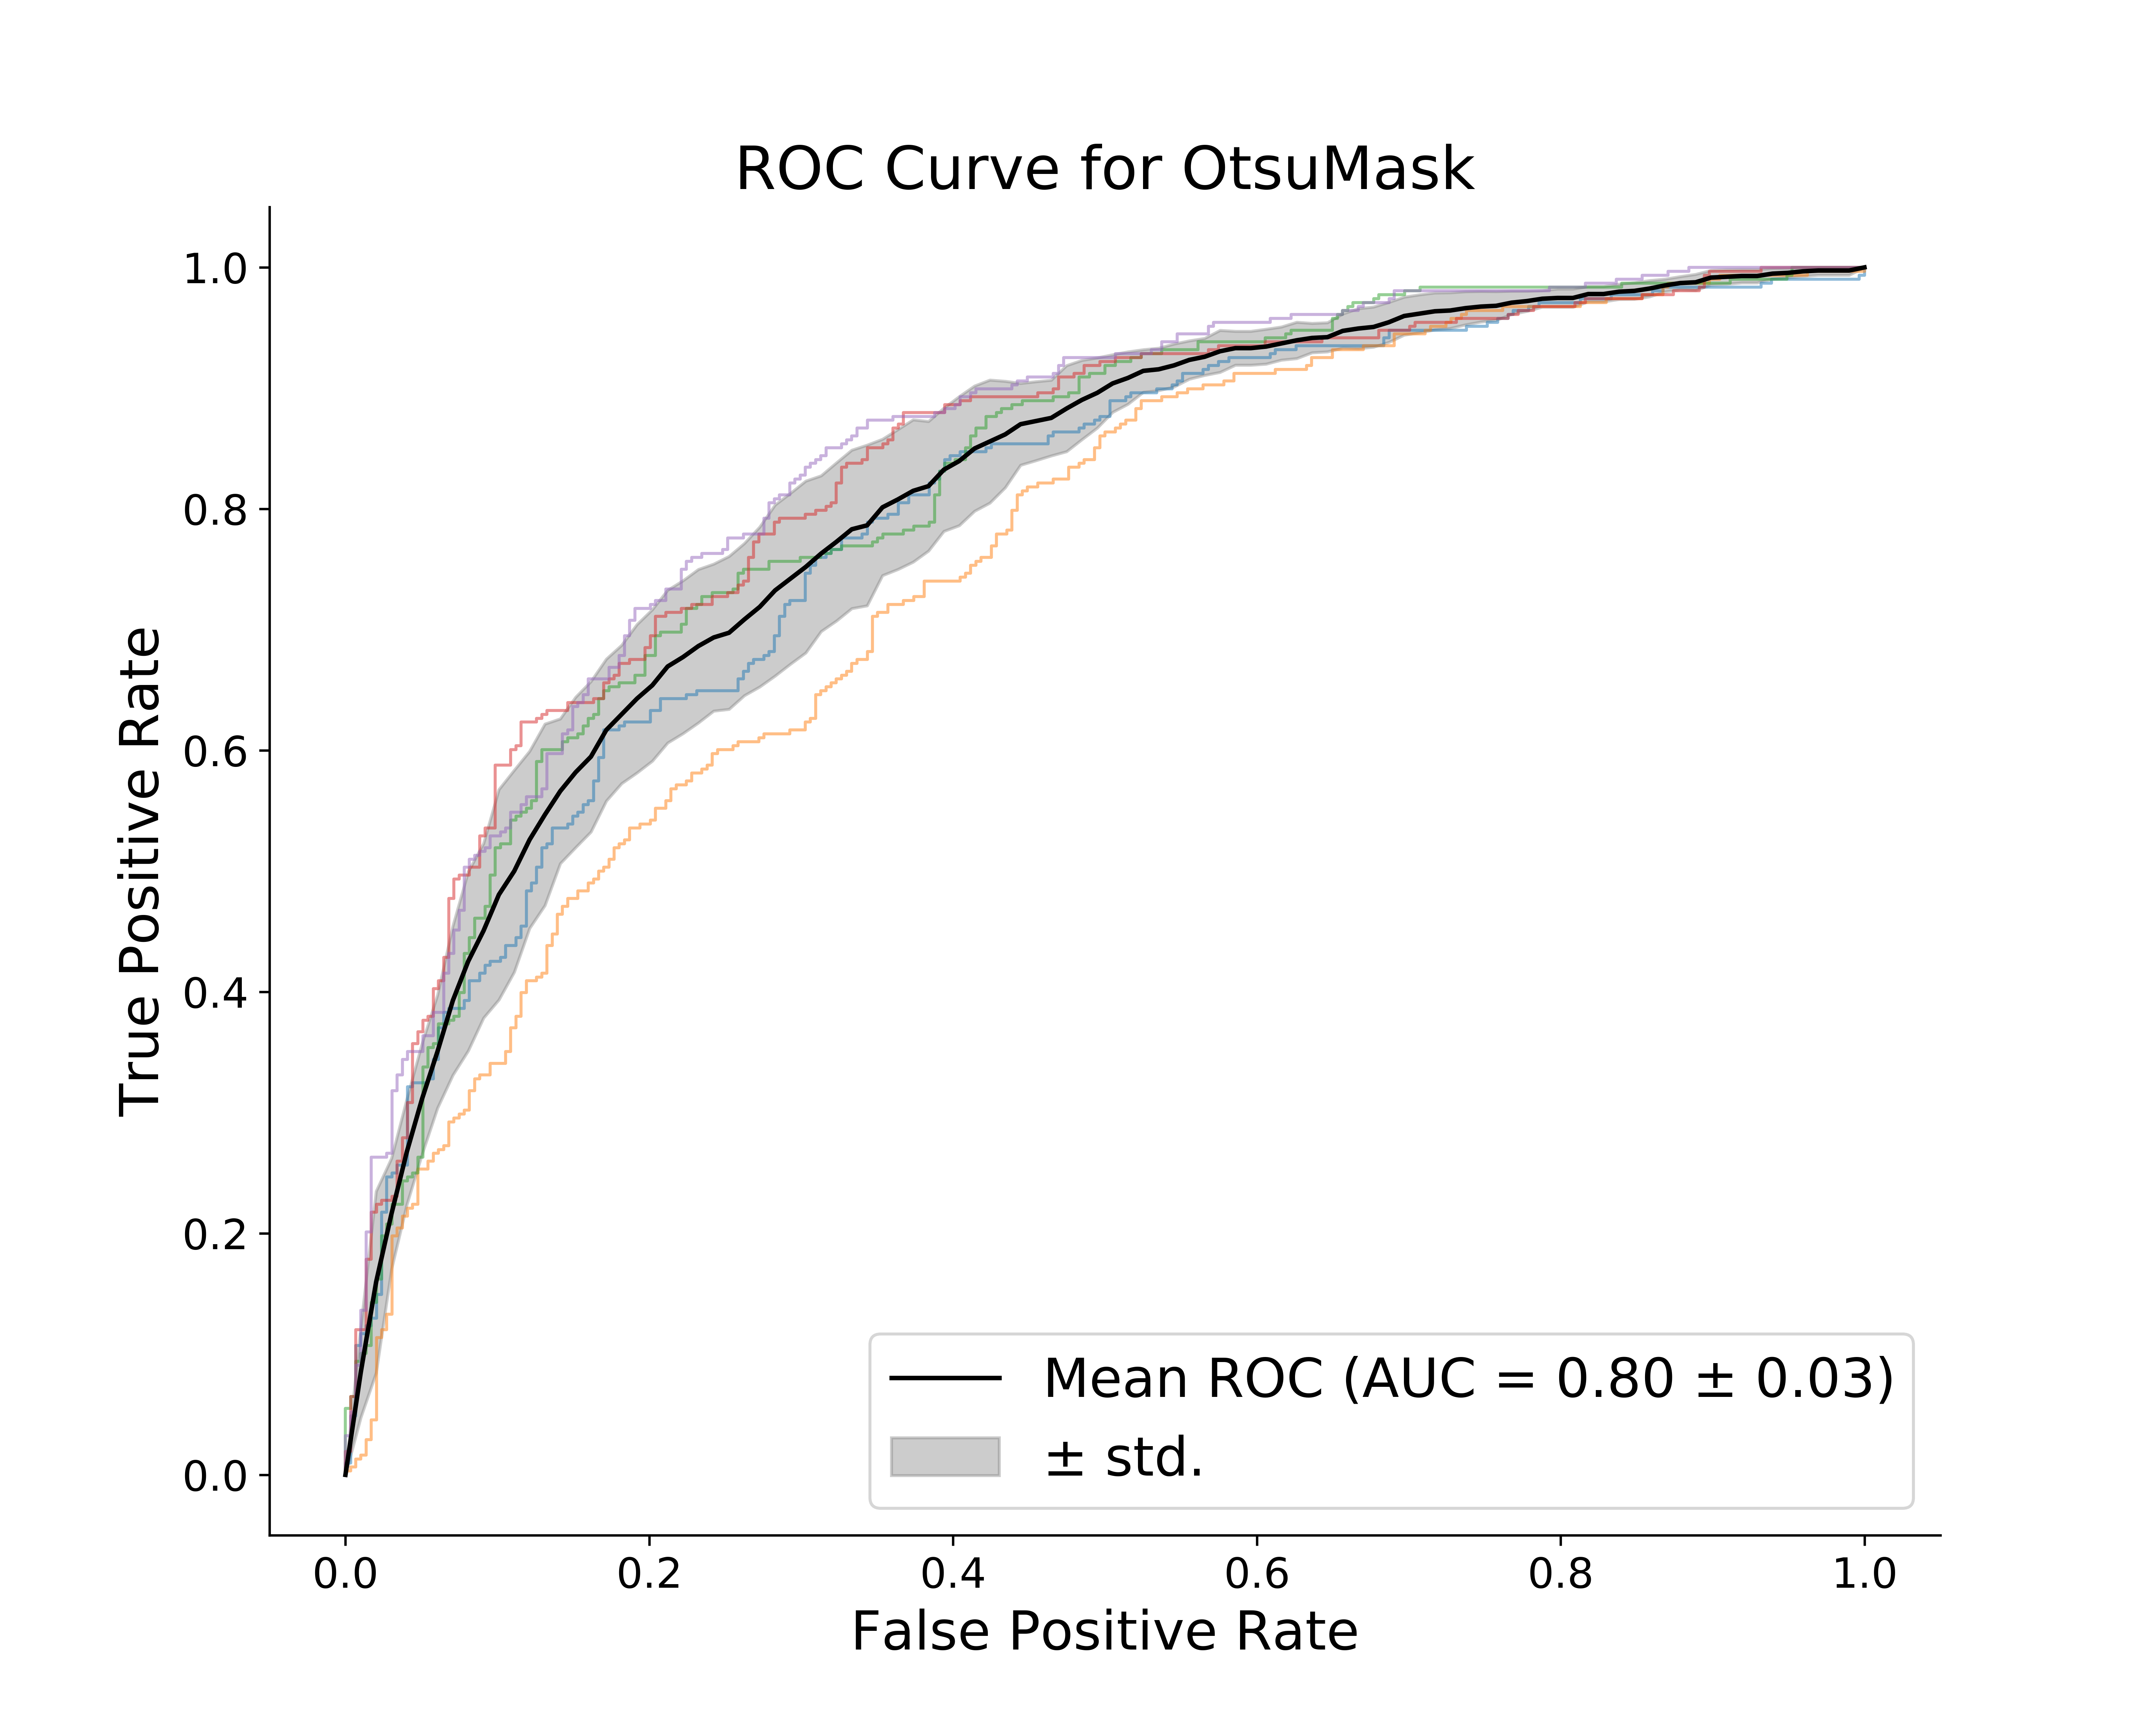 ROC Curve for OtsuMask
True Positive Rate
1.0
0.8
0.6
0.4
0.2
0.0
Mean ROC (AUC = 0.80 ± 0.03)
± std.
0.0 0.2 0.4 0.6 0.8 1.0
False Positive Rate